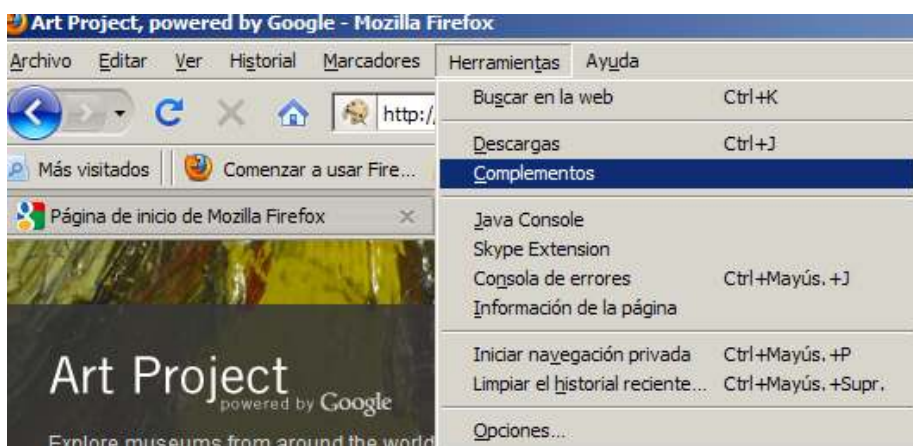 Art Project, powered by Google - Mozilla Firefox
Archivo Editar Ver Historial Marcadores Herramientas Ayuda
http:/
Más visitados Comenzar a usar Fire...
Página de inicio de Mozilla Firefox
Buscar en la web Ctrl+K
Descargas Ctrl+J
Complementos
Java Console
Skype Extension
Consola de errores Ctrl+Mayús.+J
Información de la página
Iniciar navegación privada Ctrl+Mayús.+P
Limpiar el historial reciente... Ctrl+Mayús.+Supr.
Opciones...
Art Project
powered by Google
Explore museums from around the world